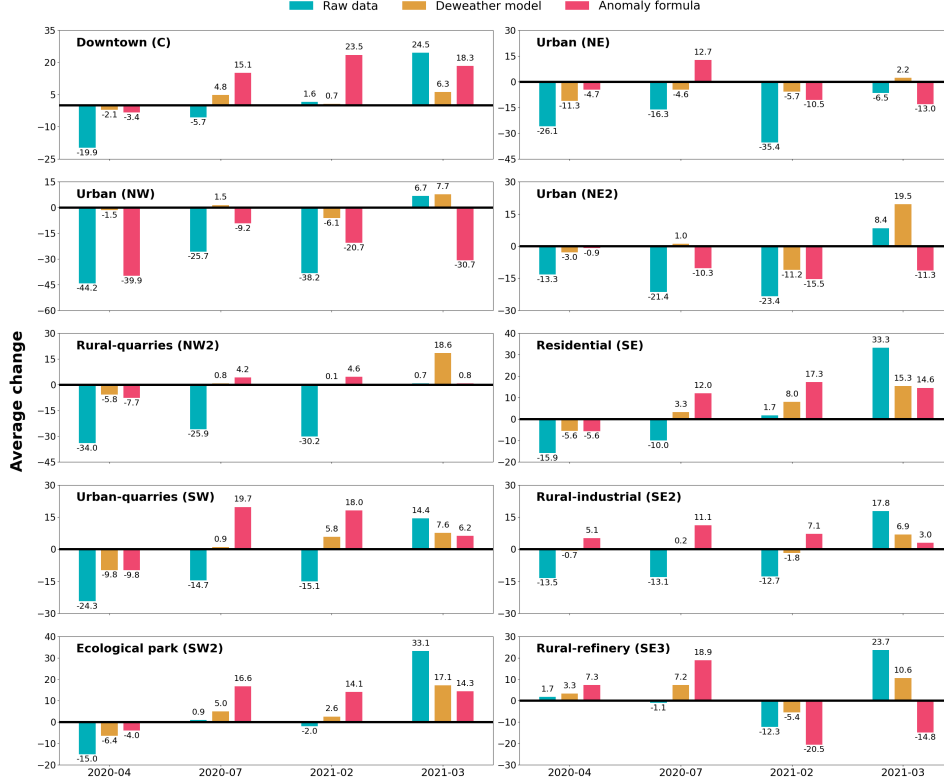 Raw data Deweather model Anomaly formula
Average change
Downtown (C)
35
20
5
−10
−25
-19.9 -2.1 -3.4
-5.7 4.8 15.1
1.6 0.7 23.5
24.5 6.3 18.3
Urban (NE)
30
15
0
−15
−30
−45
-26.1 -11.3 -4.7
-16.3 -4.6 12.7
-35.4 -5.7 -10.5
-6.5 2.2 -13.0
Urban (NW)
15
0
−15
−30
−45
−60
-44.2 -1.5 -39.9
-25.7 1.5 -9.2
-38.2 -6.1 -20.7
6.7 7.7 -30.7
Urban (NE2)
30
15
0
−15
−30
-13.3 -3.0 -0.9
-21.4 1.0 -10.3
-23.4 -11.2 -15.5
8.4 19.5 -11.3
Rural-quarries (NW2)
30
15
0
−15
−30
−45
-34.0 -5.8 -7.7
-25.9 0.8 4.2
-30.2 0.1 4.6
0.7 18.6 0.8
Residential (SE)
40
30
20
10
0
−10
−20
-15.9 -5.6 -5.6
-10.0 3.3 12.0
1.7 8.0 17.3
33.3 15.3 14.6
Urban-quarries (SW)
30
15
0
−15
−30
-24.3 -9.8 -9.8
-14.7 0.9 19.7
-15.1 5.8 18.0
14.4 7.6 6.2
Rural-industrial (SE2)
30
15
0
−15
−30
-13.5 -0.7 5.1
-13.1 0.2 11.1
-12.7 -1.8 7.1
17.8 6.9 3.0
Ecological park (SW2)
40
30
20
10
0
−10
−20
-15.0 -6.4 -4.0
0.9 5.0 16.6
-2.0 2.6 14.1
33.1 17.1 14.3
2020-04 2020-07 2021-02 2021-03
Rural-refinery (SE3)
30
20
10
0
−10
−20
−30
1.7 3.3 7.3
-1.1 7.2 18.9
-12.3 -5.4 -20.5
23.7 10.6 -14.8
2020-04 2020-07 2021-02 2021-03